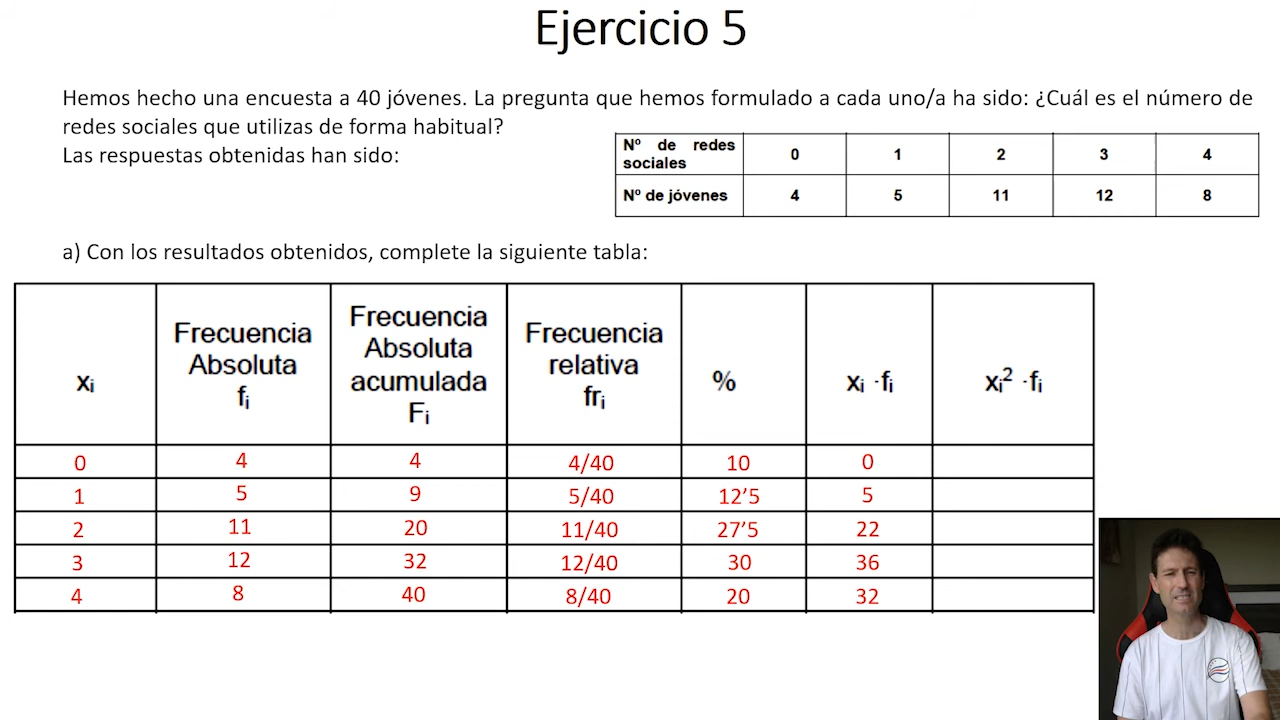 Ejercicio 5
Hemos hecho una encuesta a 40 jóvenes. La pregunta que hemos formulado a cada uno/a ha sido: ¿Cuál es el número de
redes sociales que utilizas de forma habitual?
Las respuestas obtenidas han sido:
Nº de redes
sociales 0 1 2 3 4
Nº de jóvenes 4 5 11 12 8
a) Con los resultados obtenidos, complete la siguiente tabla:
xᵢ
Frecuencia
Absoluta
fᵢ
Frecuencia
Absoluta
acumulada
Fᵢ
Frecuencia
relativa
frᵢ
%
xᵢ ·fᵢ
xᵢ² ·fᵢ
0 4 4 4/40 10 0
1 5 9 5/40 12’5 5
2 11 20 11/40 27’5 22
3 12 32 12/40 30 36
4 8 40 8/40 20 32